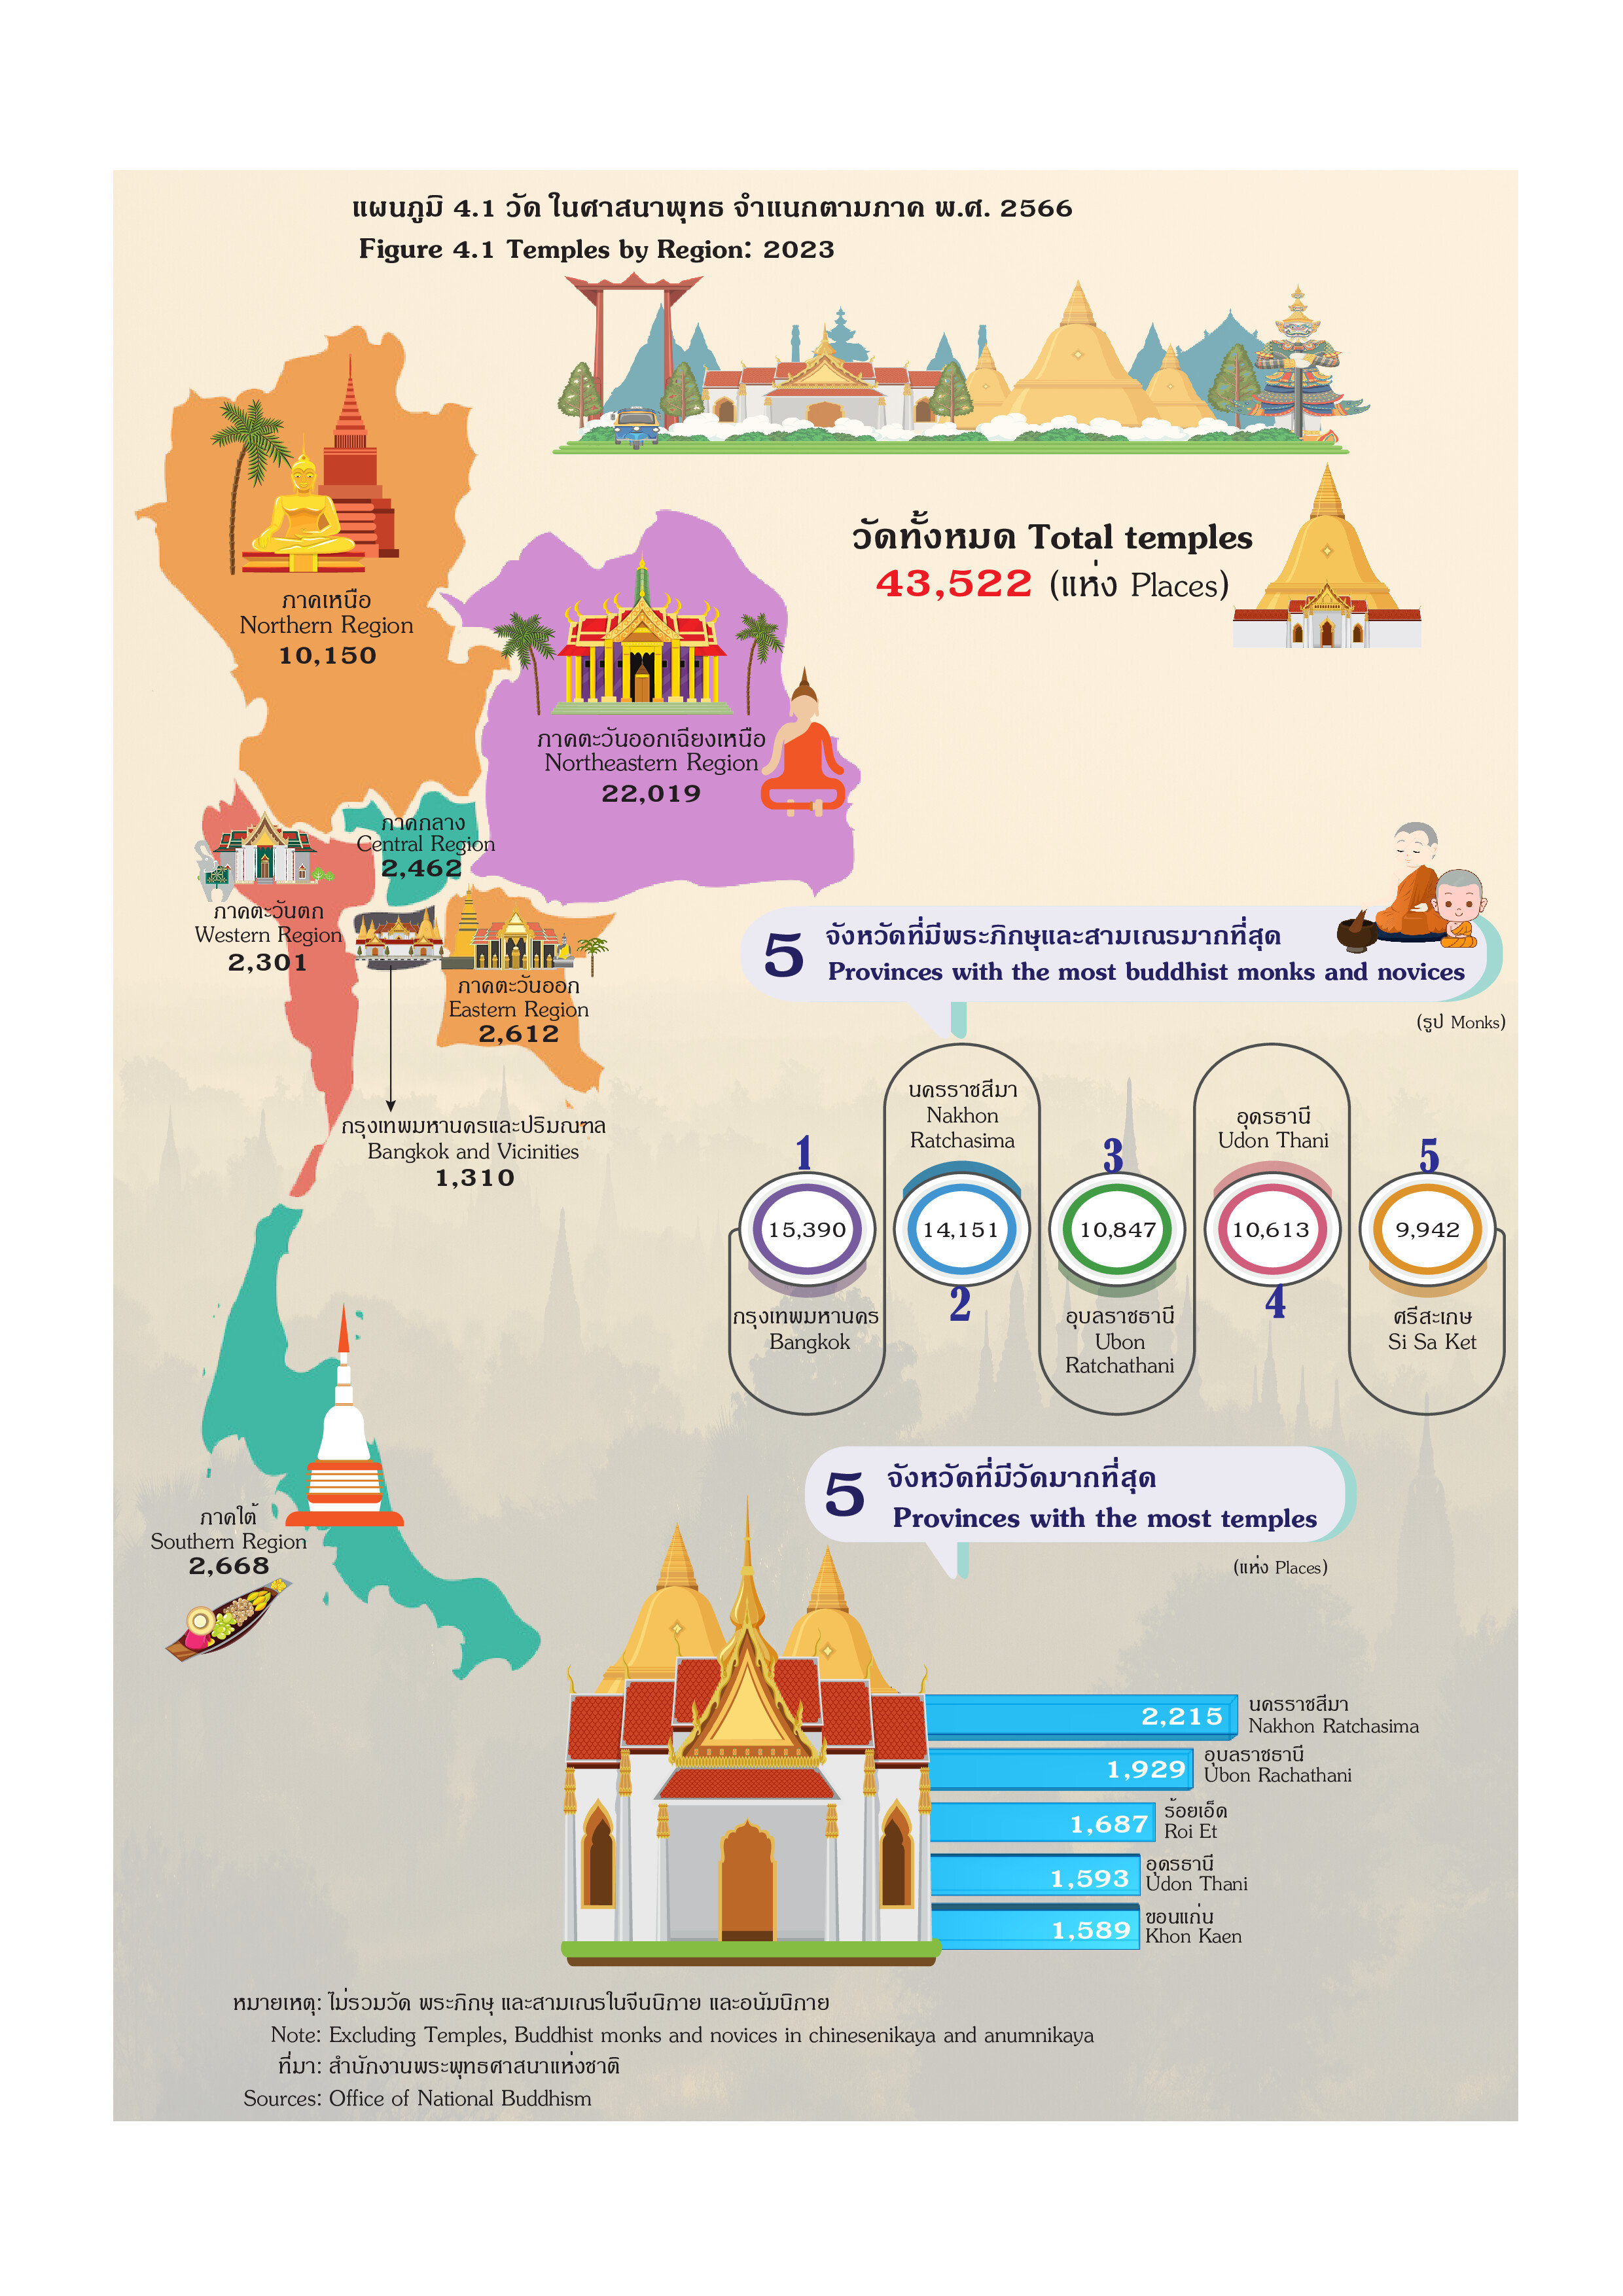 แผนภูมิ 4.1 วัด ในศาสนาพุทธ จำแนกตามภาค พ.ศ. 2566
Figure 4.1 Temples by Region: 2023
ภาคเหนือ
Northern Region
10,150
วัดทั้งหมด Total temples
43,522 (แห่ง Places)
ภาคตะวันออกเฉียงเหนือ
Northeastern Region
22,019
ภาคกลาง
Central Region
2,462
ภาคตะวันตก
Western Region
2,301
ภาคตะวันออก
Eastern Region
2,612
กรุงเทพมหานครและปริมณฑล
Bangkok and Vicinities
1,310
ภาคใต้
Southern Region
2,668
5
จังหวัดที่มีพระภิกษุและสามเณรมากที่สุด
Provinces with the most buddhist monks and novices
(รูป Monks)
1
15,390
กรุงเทพมหานคร
Bangkok
นครราชสีมา
Nakhon
Ratchasima
14,151
2
3
10,847
อุบลราชธานี
Ubon
Ratchathani
อุดรธานี
Udon Thani
10,613
4
5
9,942
ศรีสะเกษ
Si Sa Ket
5
จังหวัดที่มีวัดมากที่สุด
Provinces with the most temples
(แห่ง Places)
2,215
นครราชสีมา
Nakhon Ratchasima
1,929
อุบลราชธานี
Ubon Rachathani
1,687
ร้อยเอ็ด
Roi Et
1,593
อุดรธานี
Udon Thani
1,589
ขอนแก่น
Khon Kaen
หมายเหตุ: ไม่รวมวัด พระภิกษุ และสามเณรในจีนนิกาย และอนัมนิกาย
Note: Excluding Temples, Buddhist monks and novices in chinesenikaya and anumnikaya
ที่มา: สำนักงานพระพุทธศาสนาแห่งชาติ
Sources: Office of National Buddhism